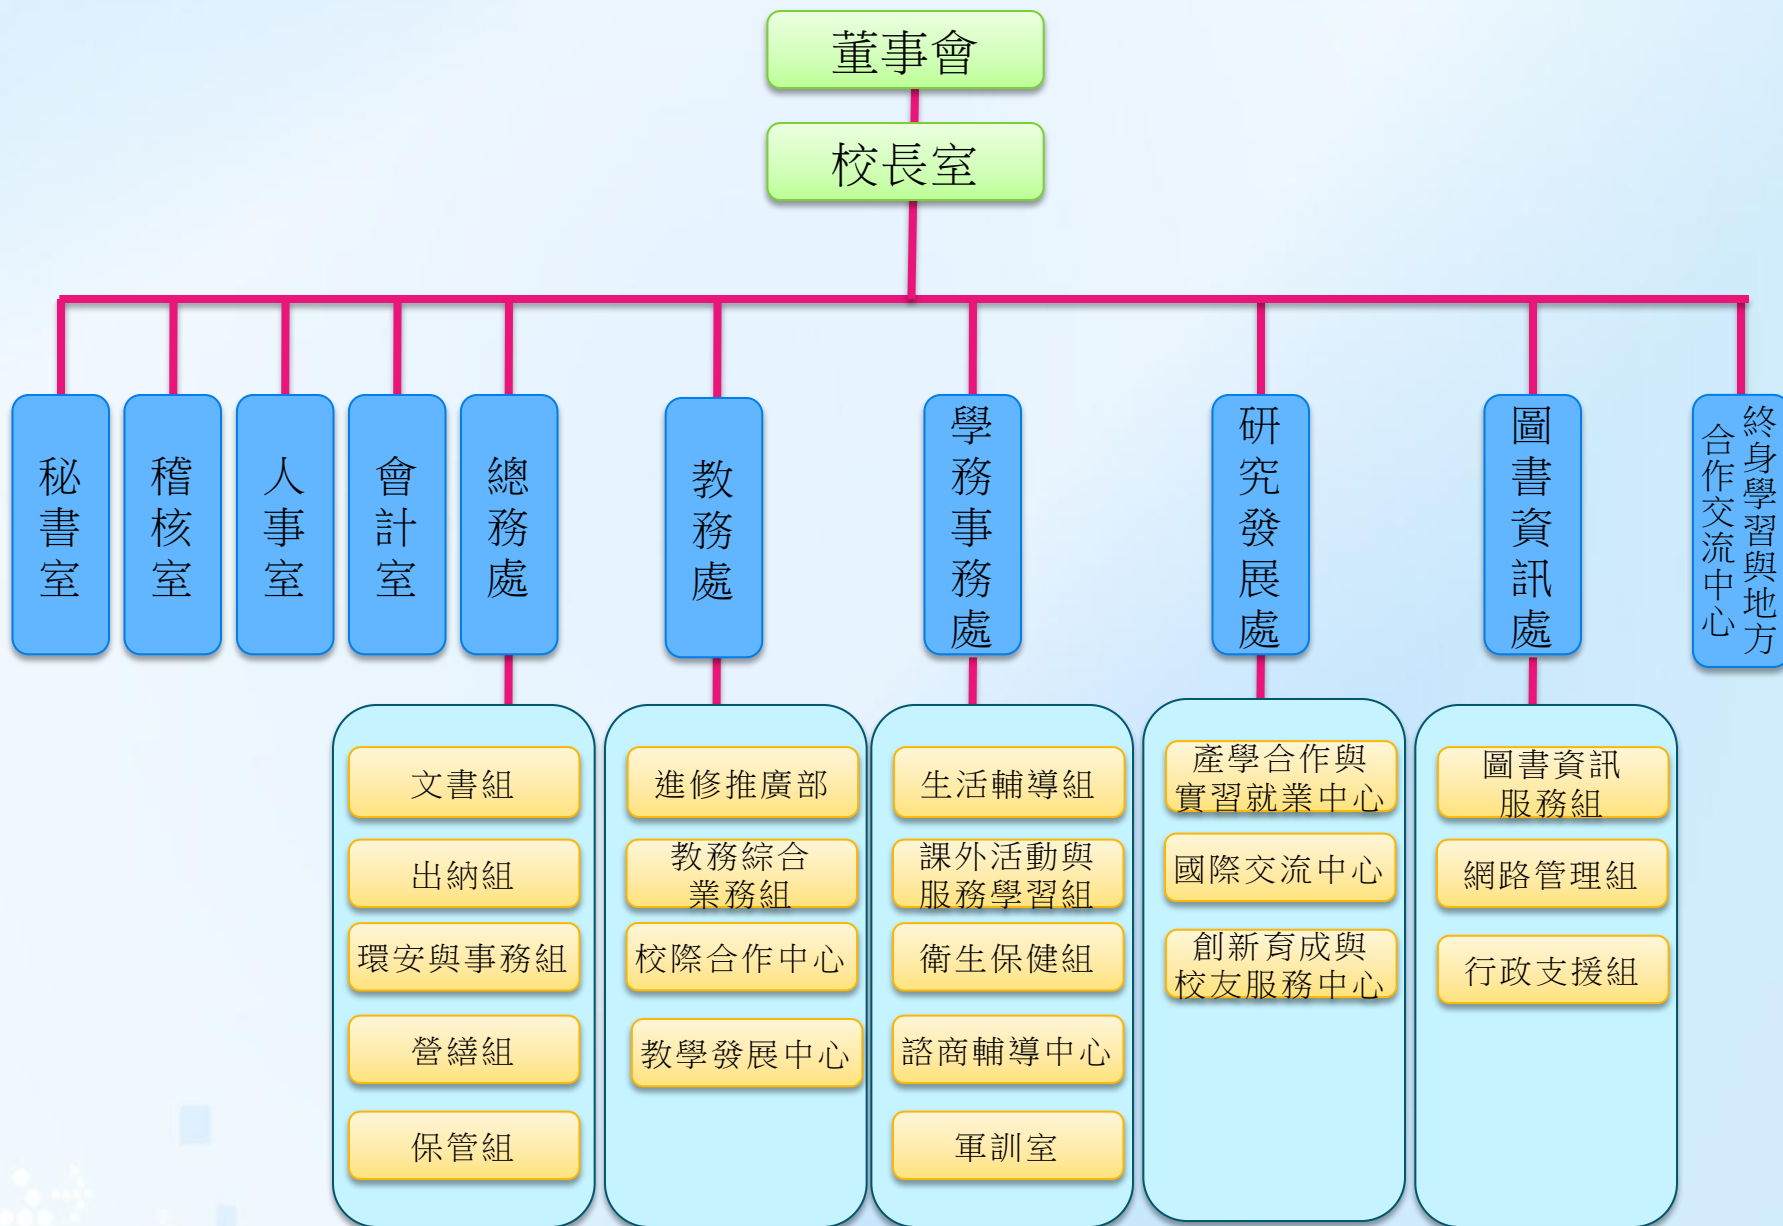 董事會
校長室
秘書室
稽核室
人事室
會計室
總務處
教務處
學務事務處
研究發展處
圖書資訊處
終身學習與地方
合作交流中心
文書組
出納組
環安與事務組
營繕組
保管組
進修推廣部
教務綜合
業務組
校際合作中心
教學發展中心
生活輔導組
課外活動與
服務學習組
衛生保健組
諮商輔導中心
軍訓室
產學合作與
實習就業中心
國際交流中心
創新育成與
校友服務中心
圖書資訊
服務組
網路管理組
行政支援組